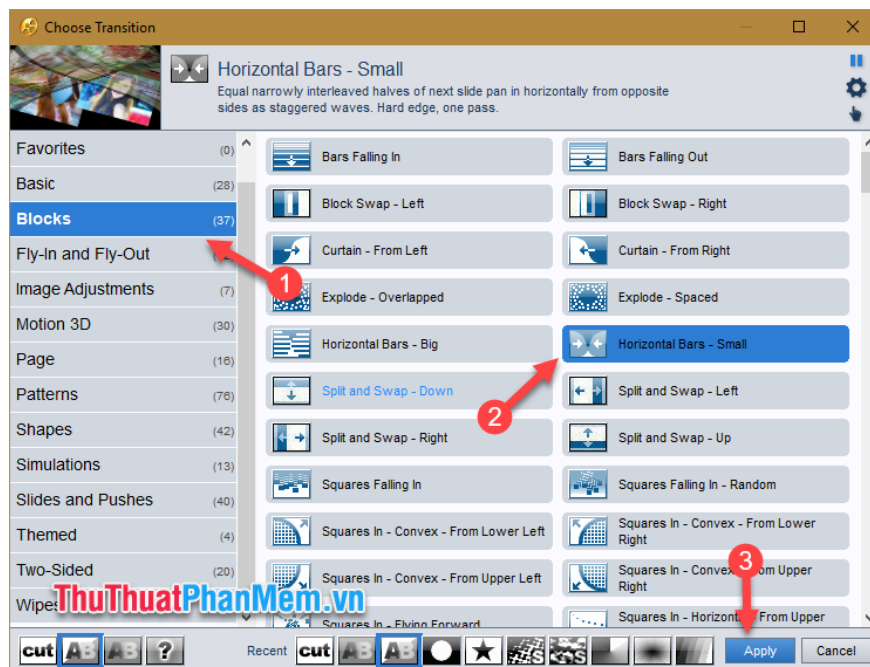 Choose Transition
Horizontal Bars - Small
Equal narrowly interleaved halves of next slide pan in horizontally from opposite
sides as staggered waves. Hard edge, one pass.
Favorites (0)
Basic (28)
Blocks (37)
Fly-In and Fly-Out
Image Adjustments (7)
Motion 3D (30)
Page (16)
Patterns (76)
Shapes (42)
Simulations (13)
Slides and Pushes (40)
Themed (4)
Two-Sided (20)
Wipes
1
Bars Falling In
Bars Falling Out
Block Swap - Left
Block Swap - Right
Curtain - From Left
Curtain - From Right
Explode - Overlapped
Explode - Spaced
Horizontal Bars - Big
Horizontal Bars - Small
2
Split and Swap - Down
Split and Swap - Left
Split and Swap - Right
Split and Swap - Up
Squares Falling In
Squares Falling In - Random
Squares In - Convex - From Lower Left
Squares In - Convex - From Lower
Right
Squares In - Convex - From Upper Left
Squares In - Convex From Upper
Right
Squares In - Flying Forward
Squares In - Horizontal From Upper
3
ThuThuatPhanMem.vn
cut AB AB ? Recent cut AB AB S S Apply Cancel